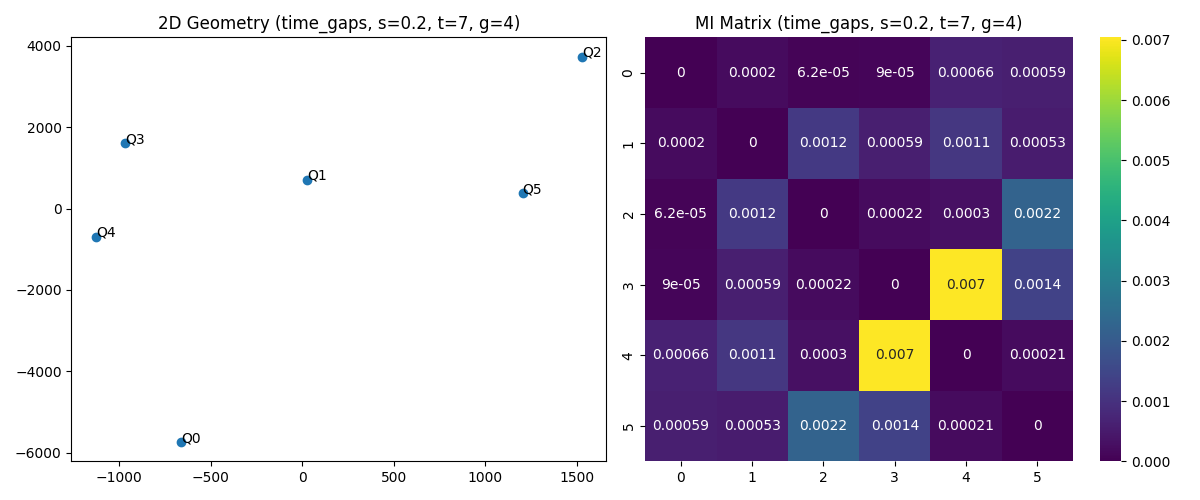 2D Geometry (time_gaps, s=0.2, t=7, g=4)
4000
2000
0
−2000
−4000
−6000
−1000
−500
0
500
1000
1500
Q2
Q3
Q1
Q5
Q4
Q0
MI Matrix (time_gaps, s=0.2, t=7, g=4)
0 0 0.0002 6.2e-05 9e-05 0.00066 0.00059
1 0.0002 0 0.0012 0.00059 0.0011 0.00053
2 6.2e-05 0.0012 0 0.00022 0.0003 0.0022
3 9e-05 0.00059 0.00022 0 0.007 0.0014
4 0.00066 0.0011 0.0003 0.007 0 0.00021
5 0.00059 0.00053 0.0022 0.0014 0.00021 0
0 1 2 3 4 5
0.007
0.006
0.005
0.004
0.003
0.002
0.001
0.000